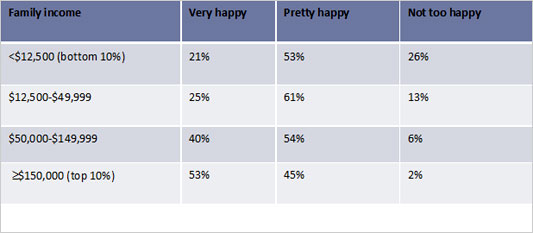 Family income Very happy Pretty happy Not too happy
<$12,500 (bottom 10%) 21% 53% 26%
$12,500-$49,999 25% 61% 13%
$50,000-$149,999 40% 54% 6%
≥$150,000 (top 10%) 53% 45% 2%